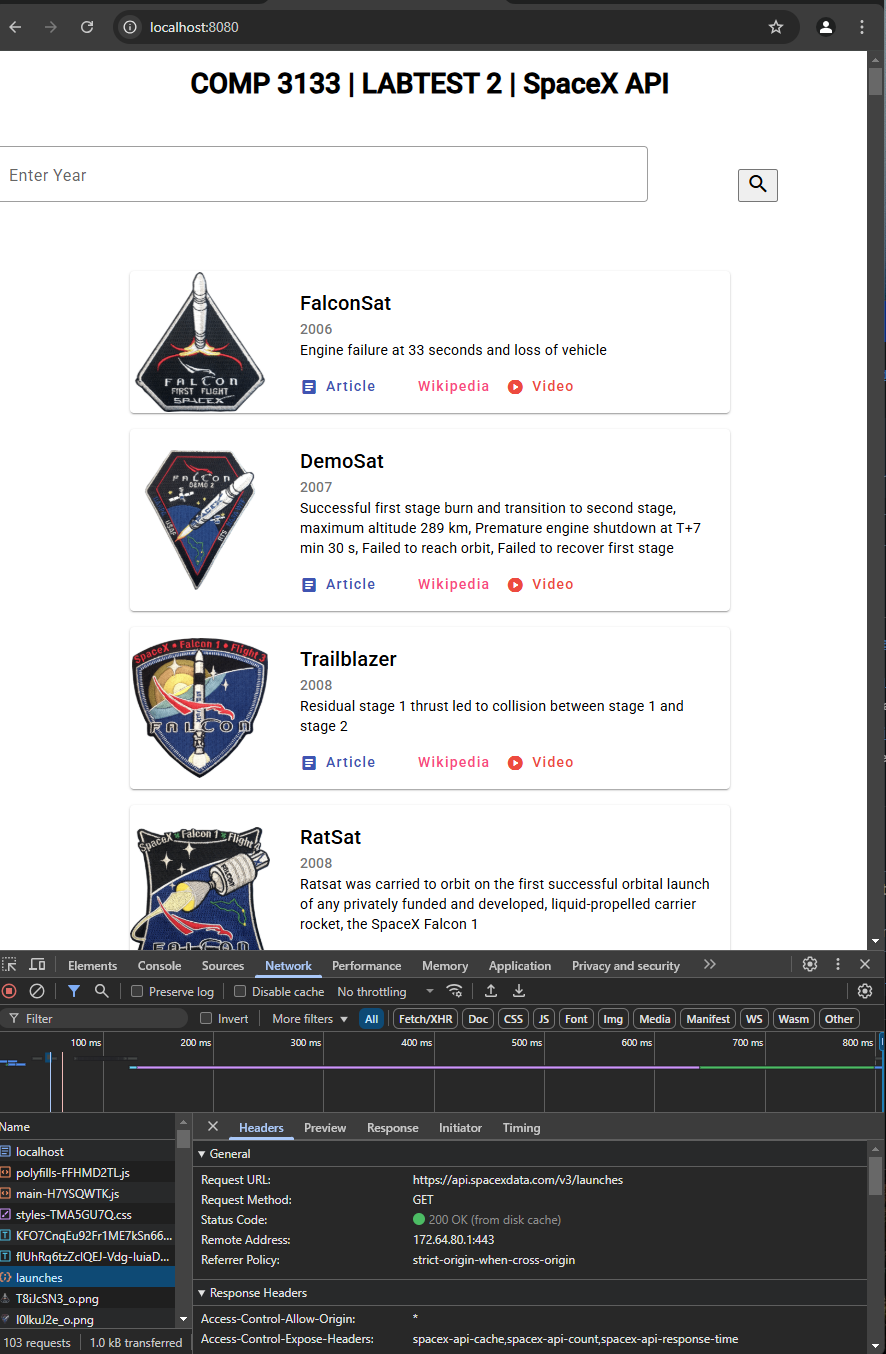 localhost:8080
COMP 3133 | LABTEST 2 | SpaceX API
Enter Year
FALCON
FIRST FLIGHT
SPACEX
FalconSat
2006
Engine failure at 33 seconds and loss of vehicle
Article Wikipedia Video
FALCON
DEMO 2
DemoSat
2007
Successful first stage burn and transition to second stage,
maximum altitude 289 km, Premature engine shutdown at T+7
min 30 s, Failed to reach orbit, Failed to recover first stage
Article Wikipedia Video
SpaceX • Falcon 1 • Flight 3
FALCON
Trailblazer
2008
Residual stage 1 thrust led to collision between stage 1 and
stage 2
Article Wikipedia Video
SpaceX Falcon 1 Flight 4
FALCON
RatSat
2008
Ratsat was carried to orbit on the first successful orbital launch
of any privately funded and developed, liquid-propelled carrier
rocket, the SpaceX Falcon 1
Elements Console Sources Network Performance Memory Application Privacy and security
Preserve log Disable cache No throttling
Filter Invert More filters All Fetch/XHR Doc CSS JS Font Img Media Manifest WS Wasm Other
100 ms 200 ms 300 ms 400 ms 500 ms 600 ms 700 ms 800 ms
Name
localhost
polyfills-FFHMD2TL.js
main-H7YSQWTK.js
styles-TMA5GU7Q.css
KFO7CnqEu92Fr1ME7kSn66...
flUhRq6tzZclQEJ-Vdg-IuiaD...
launches
T8iJcSN3_o.png
I0lkuJ2e_o.png
103 requests 1.0 kB transferred
Headers Preview Response Initiator Timing
General
Request URL: https://api.spacexdata.com/v3/launches
Request Method: GET
Status Code: 200 OK (from disk cache)
Remote Address: 172.64.80.1:443
Referrer Policy: strict-origin-when-cross-origin
Response Headers
Access-Control-Allow-Origin: *
Access-Control-Expose-Headers: spacex-api-cache,spacex-api-count,spacex-api-response-time